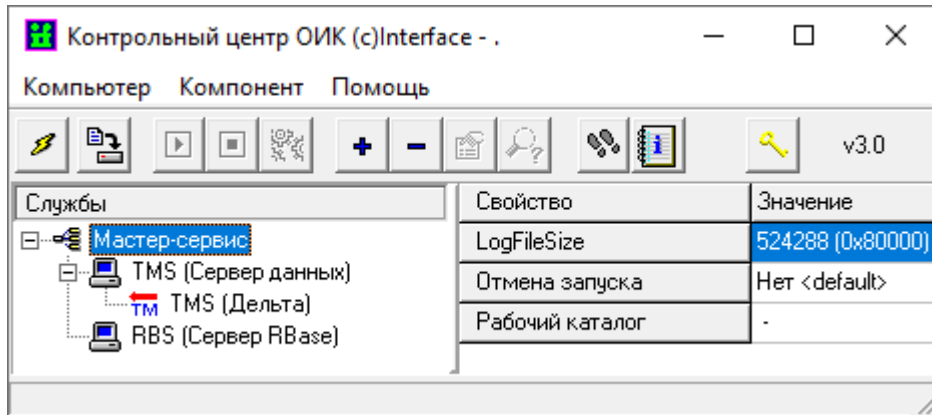 Контрольный центр ОИК (c)Interface - .
Компьютер Компонент Помощь
v3.0
Службы
Мастер-сервис
TMS (Сервер данных)
TM TMS (Дельта)
RBS (Сервер RBase)
Свойство Значение
LogFileSize 524288 (0x80000)
Отмена запуска Нет <default>
Рабочий каталог .